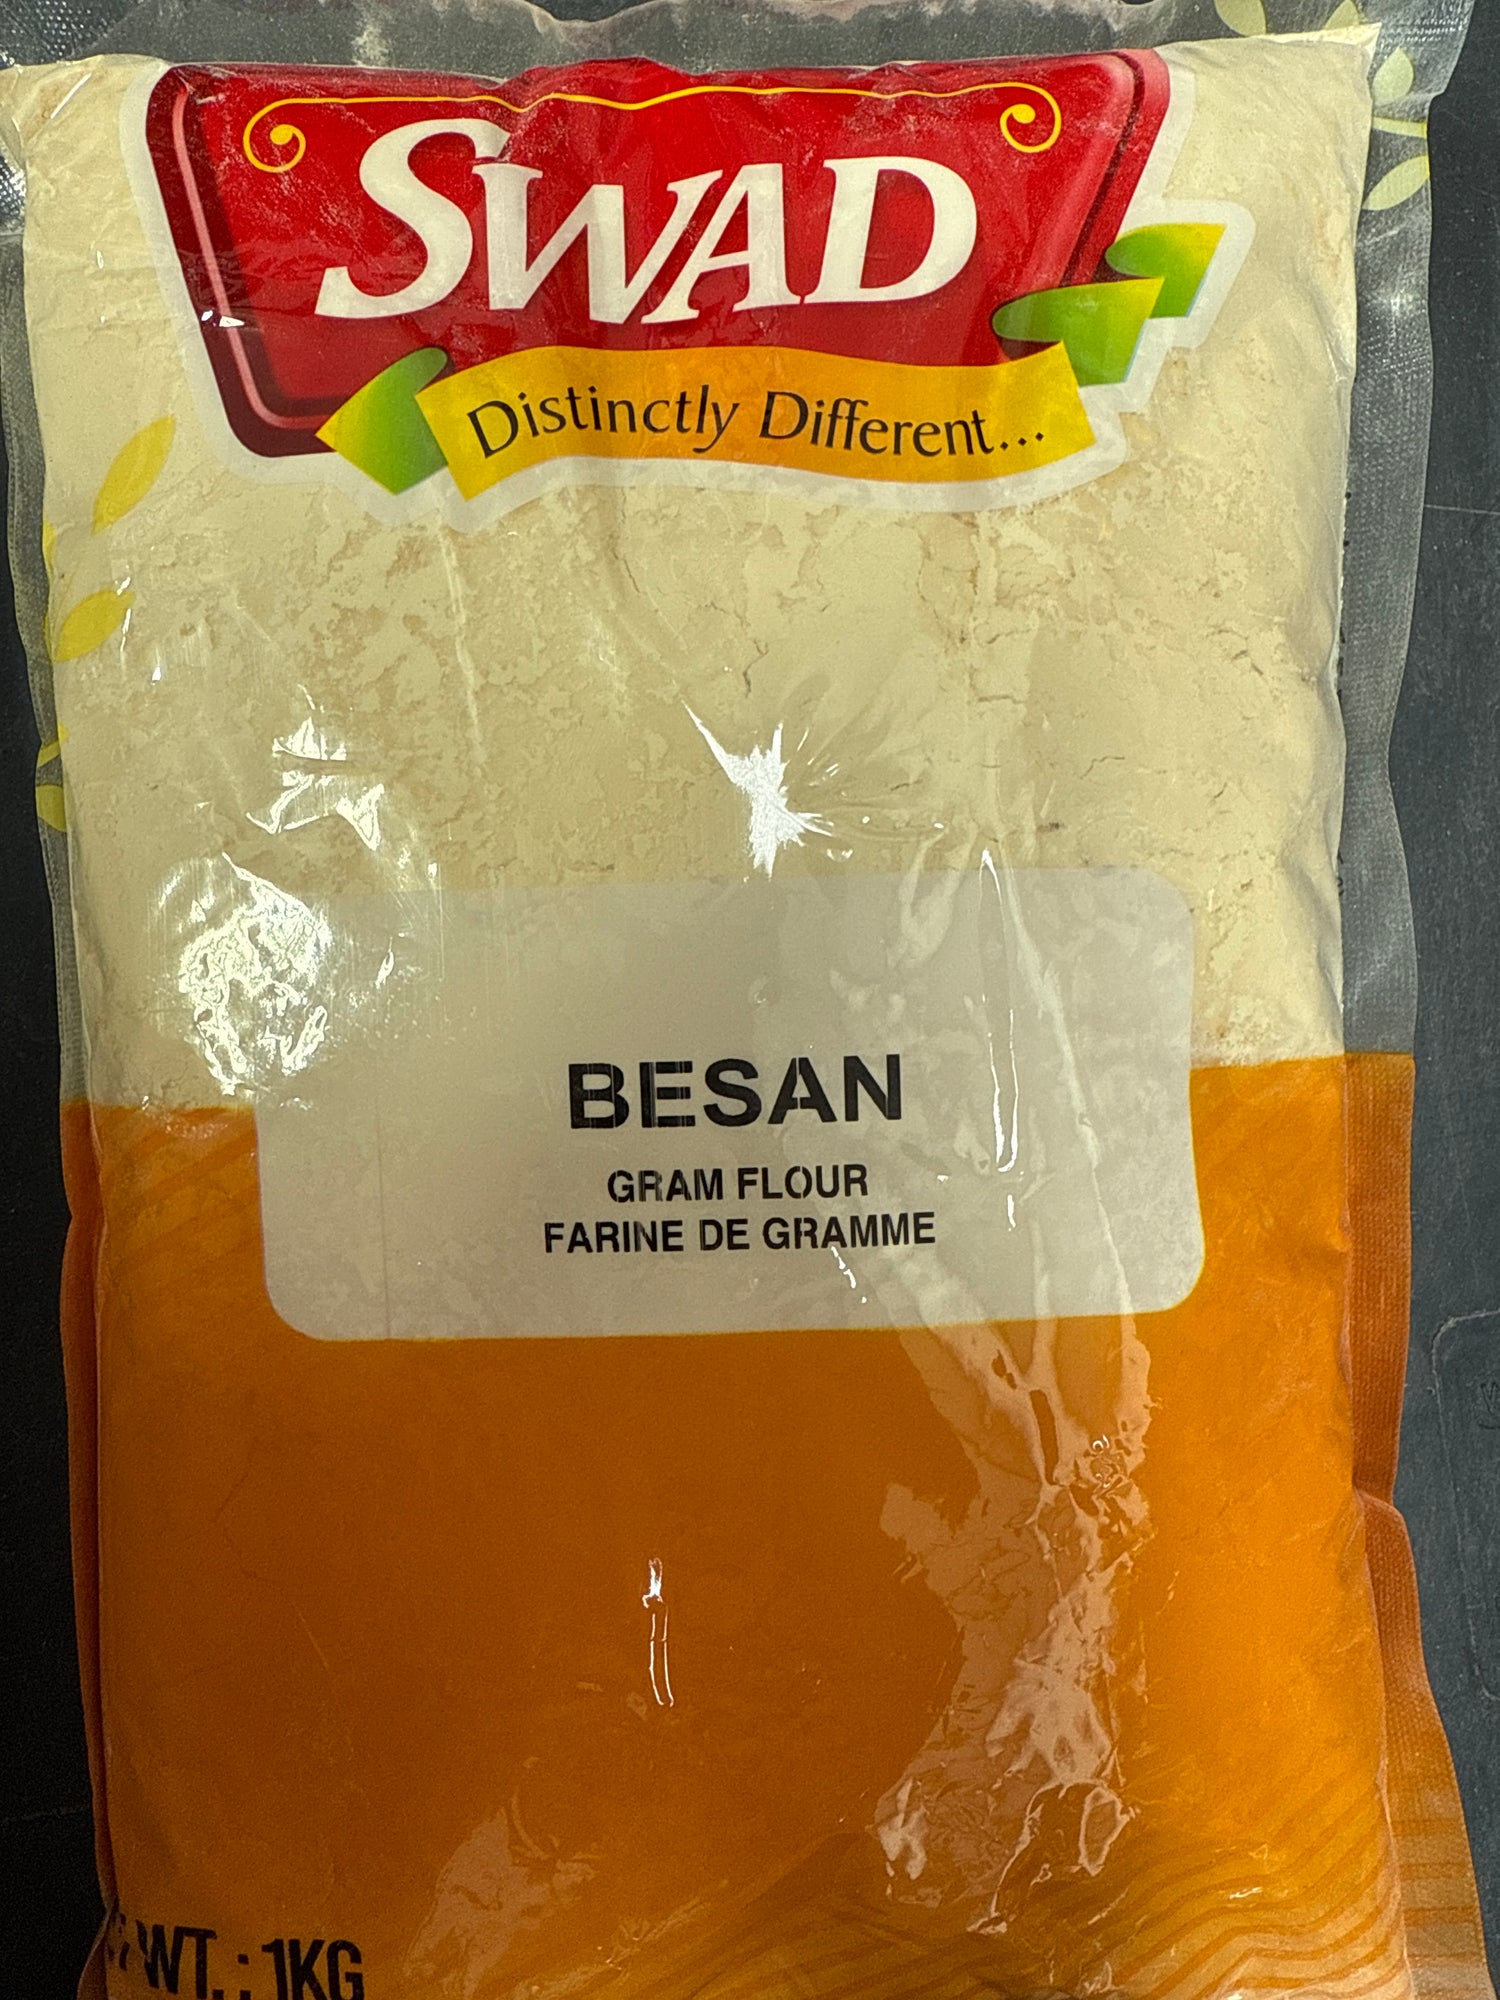 SWAD
Distinctly Different...
BESAN
GRAM FLOUR
FARINE DE GRAMME
WT. : 1KG